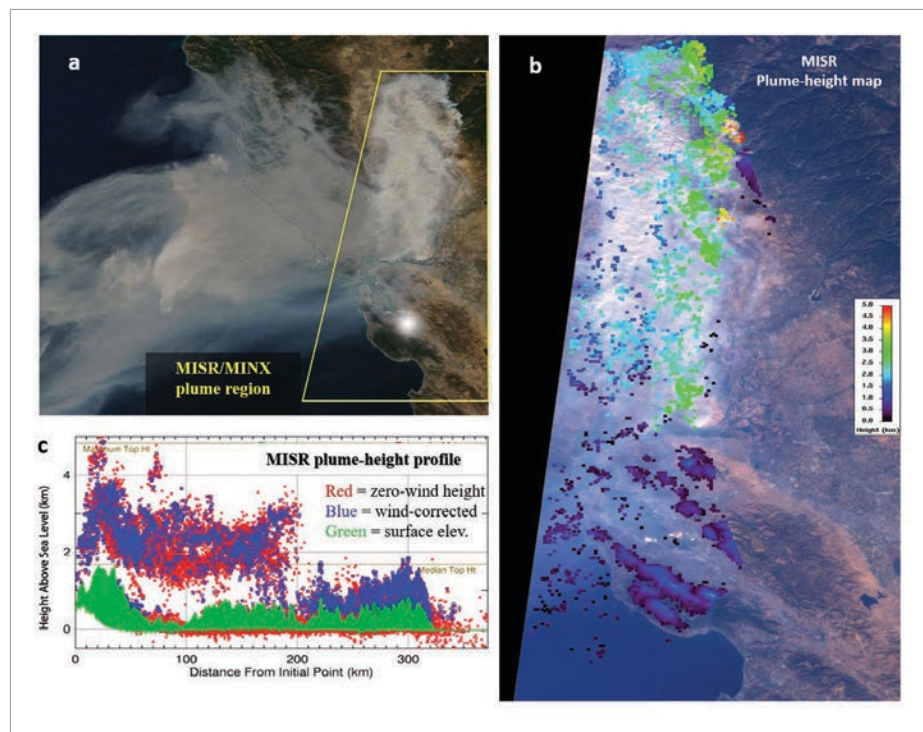 a
MISR/MINX
plume region
b
MISR
Plume-height map
5.0
4.5
4.0
3.5
3.0
2.5
2.0
1.5
1.0
0.5
0.0
Height (km)
c
MISR plume-height profile
Maximum Top Ht
Red = zero-wind height
Blue = wind-corrected
Green = surface elev.
Median Top Ht
Height Above Sea Level (km)
4
2
0
0
100
200
300
Distance From Initial Point (km)